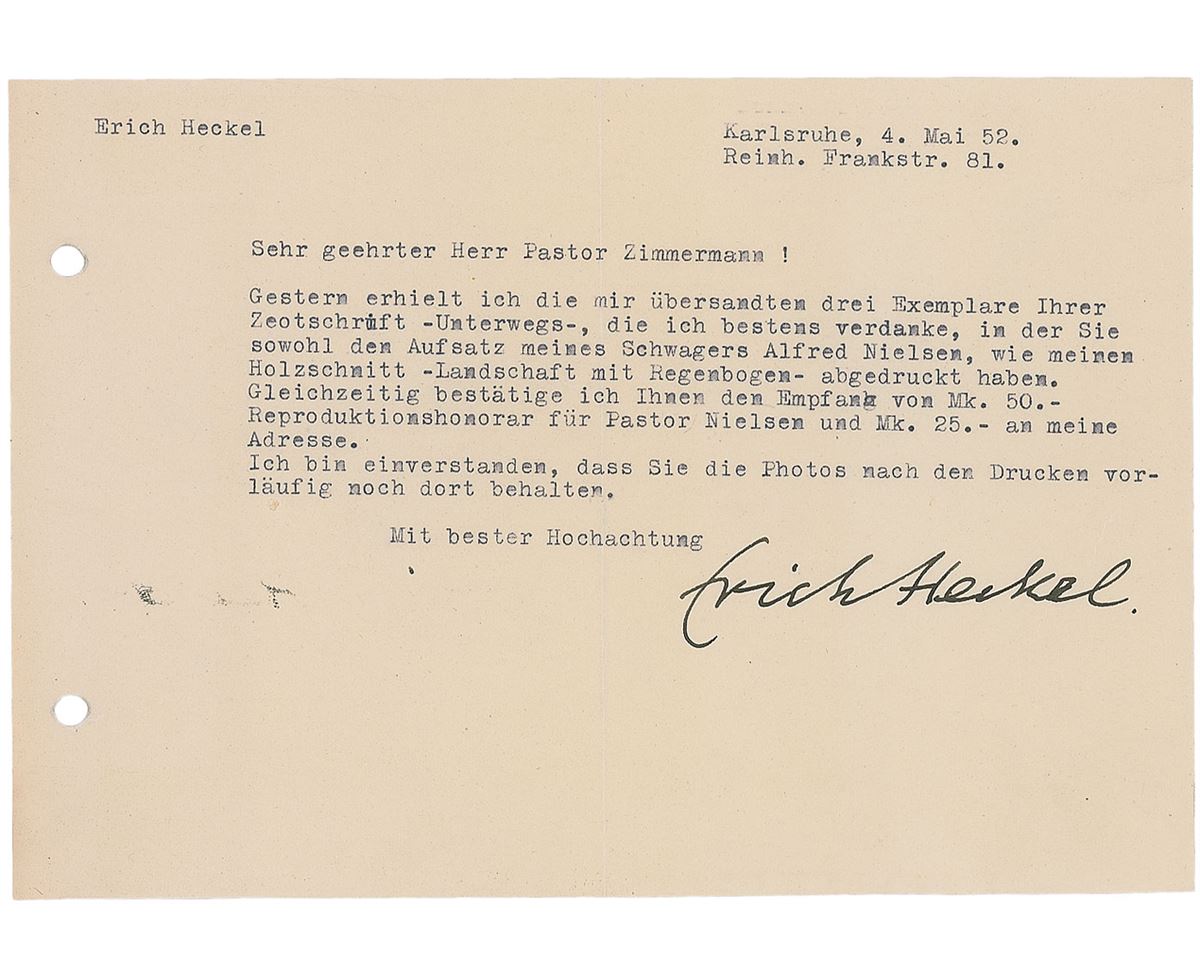 Erich Heckel
Karlsruhe, 4. Mai 52.
Reinh. Frankstr. 81.
Sehr geehrter Herr Pastor Zimmermann !
Gestern erhielt ich die mir übersandten drei Exemplare Ihrer
Zeotschrift -Unterwegs-, die ich bestens verdanke, in der Sie
sowohl den Aufsatz meines Schwagers Alfred Nielsen, wie meinen
Holzschnitt -Landschaft mit Regenbogen- abgedruckt haben.
Gleichzeitig bestätige ich Ihnen den Empfang von Mk. 50.-
Reproduktionshonorar für Pastor Nielsen und Mk. 25.- an meine
Adresse.
Ich bin einverstanden, dass Sie die Photos nach den Drucken vor-
läufig noch dort behalten.
Mit bester Hochachtung
Erich Heckel.